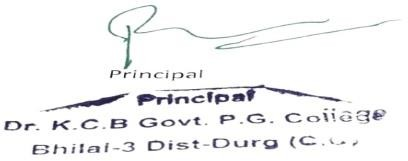 Principal
Principal
Dr. K.C.B Govt. P.G. College
Bhilai-3 Dist-Durg (C.G.)